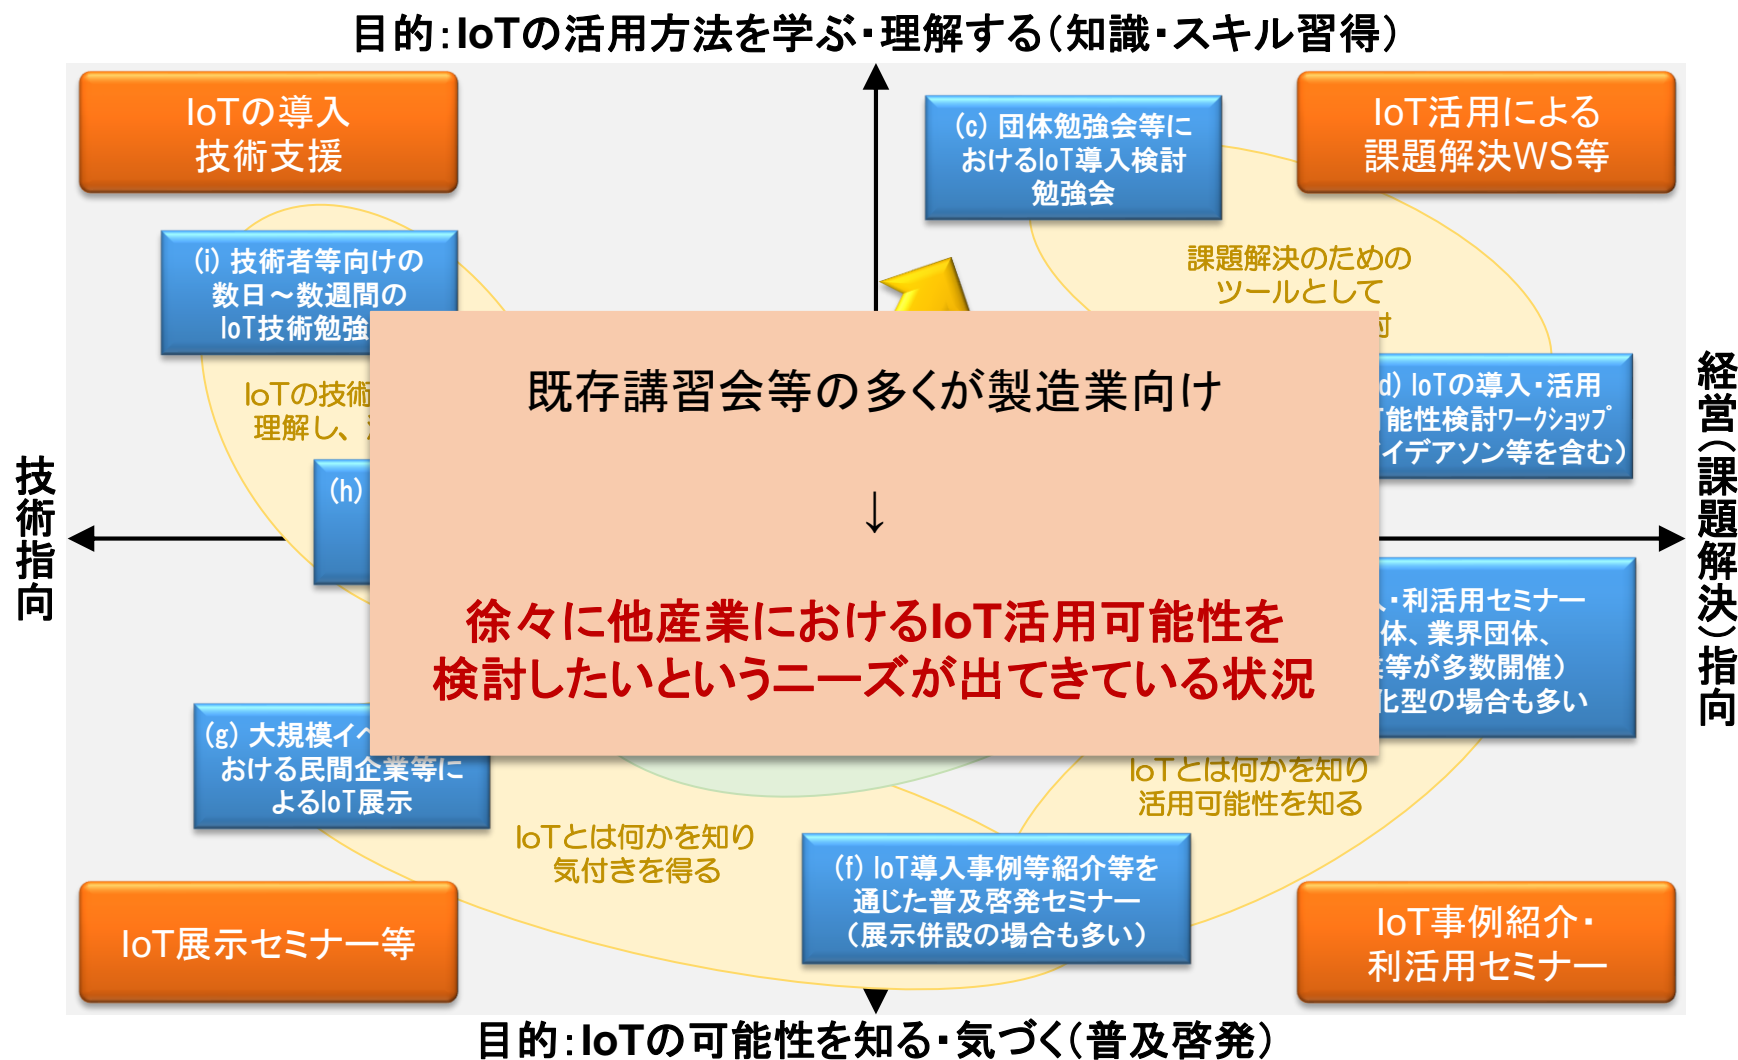 目的：IoTの活用方法を学ぶ・理解する（知識・スキル習得）
IoTの導入
技術支援
(c) 団体勉強会等に
おけるIoT導入検討
勉強会
IoT活用による
課題解決WS等
(i) 技術者等向けの
数日～数週間の
IoT技術勉強
課題解決のための
ツールとして
IoTの技術
理解し、
既存講習会等の多くが製造業向け
↓
徐々に他産業におけるIoT活用可能性を
検討したいというニーズが出てきている状況
d) IoTの導入・活用
可能性検討ﾜｰｸｼｮｯﾌﾟ
イデアソン等を含む）
技術指向
経営（課題解決）指向
(h)
・利活用セミナー
体、業界団体、
等が多数開催）
化型の場合も多い
(g) 大規模イベ
おける民間企業等に
よるIoT展示
IoTとは何かを知り
活用可能性を知る
IoTとは何かを知り
気付きを得る
(f) IoT導入事例等紹介等を
通じた普及啓発セミナー
（展示併設の場合も多い）
IoT展示セミナー等
IoT事例紹介・
利活用セミナー
目的：IoTの可能性を知る・気づく（普及啓発）